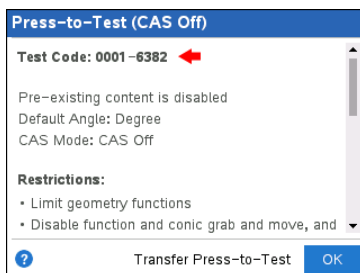 Press-to-Test (CAS Off)
Test Code: 0001-6382
Pre-existing content is disabled
Default Angle: Degree
CAS Mode: CAS Off
Restrictions:
• Limit geometry functions
• Disable function and conic grab and move, and
? Transfer Press-to-Test OK